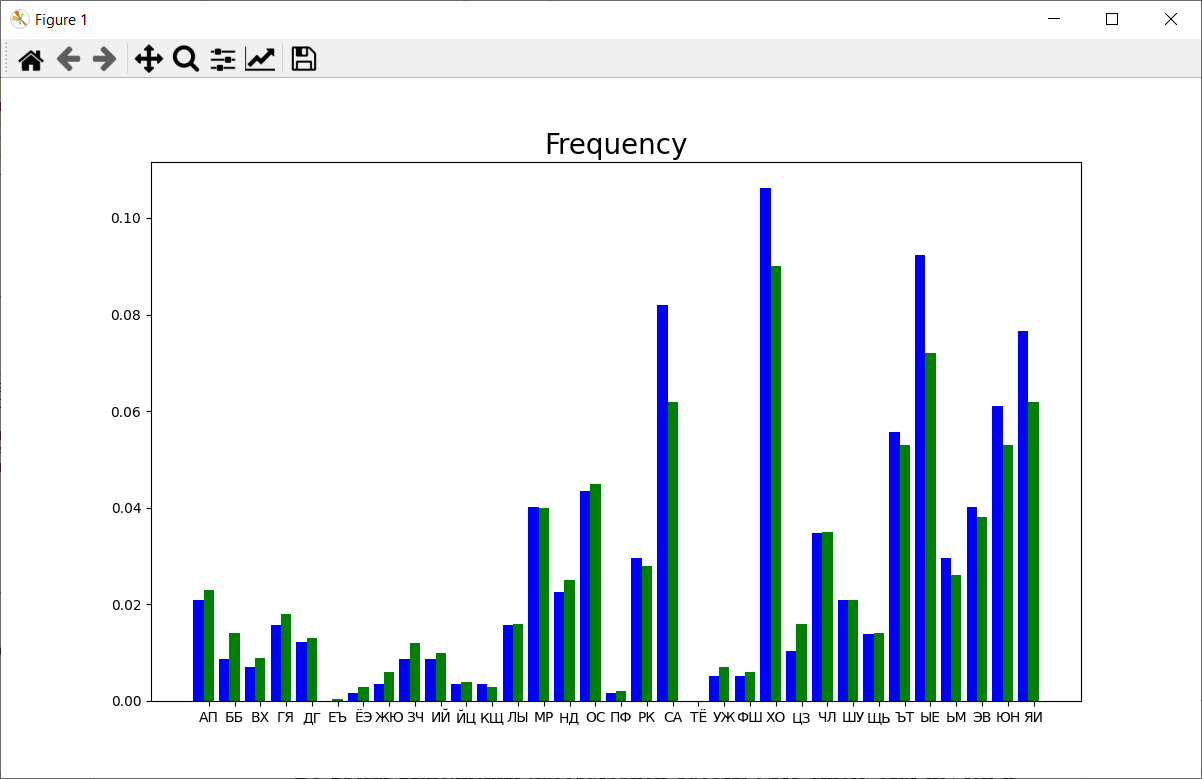 Figure 1
Frequency
0.10
0.08
0.06
0.04
0.02
0.00
АП ББ ВХ ГЯ ДГ ЕЪ ЁЭ ЖЮ ЗЧ ИЙ ЙЦ КЩ ЛЫ МР НД ОС ПФ РК СА ТЁ УЖ ФШ ХО ЦЗ ЧЛ ШУ ЩЬ ЪТ ЫЕ ЬМ ЭВ ЮН ЯИ